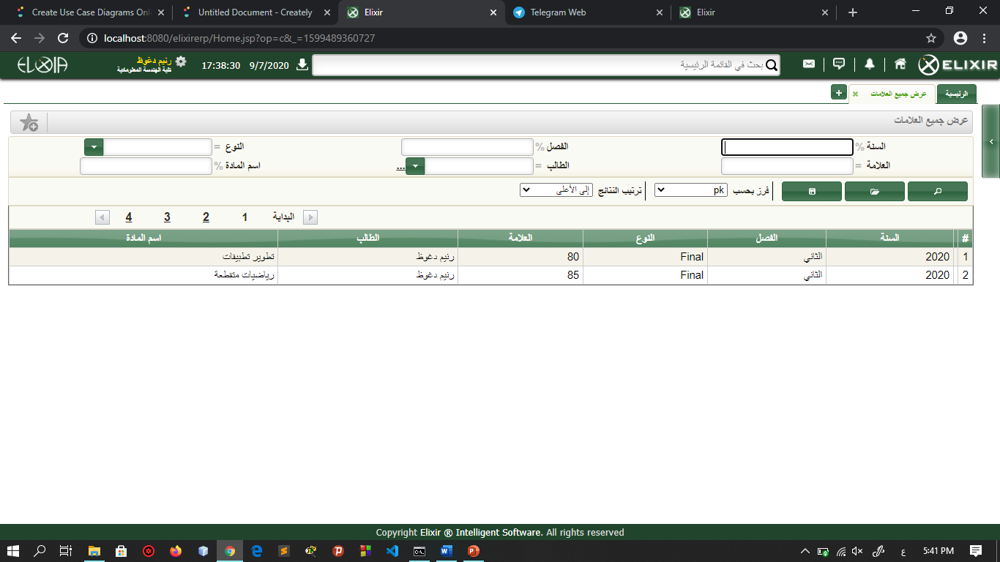 Create Use Case Diagrams Onl
Untitled Document - Creately
Elixir
Telegram Web
Elixir
localhost:8080/elixirerp/Home.jsp?op=c&_=1599489360727
ELIXIR
بحث في القائمة الرئيسية
9/7/2020 17:38:30
رنيم دغوظ
كلية الهندسة المعلوماتية
الرئيسية
عرض جميع العلامات
عرض جميع العلامات
السنة %
الفصل %
النوع =
العلامة =
الطالب = ...
اسم المادة %
فرز بحسب pk
ترتيب النتائج إلى الأعلى
البداية 1 2 3 4
# السنة الفصل النوع العلامة الطالب اسم المادة
1 2020 الثاني Final 80 رنيم دغوظ تطوير تطبيقات
2 2020 الثاني Final 85 رنيم دغوظ رياضيات متقطعة
Copyright Elixir ® Intelligent Software. All rights reserved
ع 5:41 PM